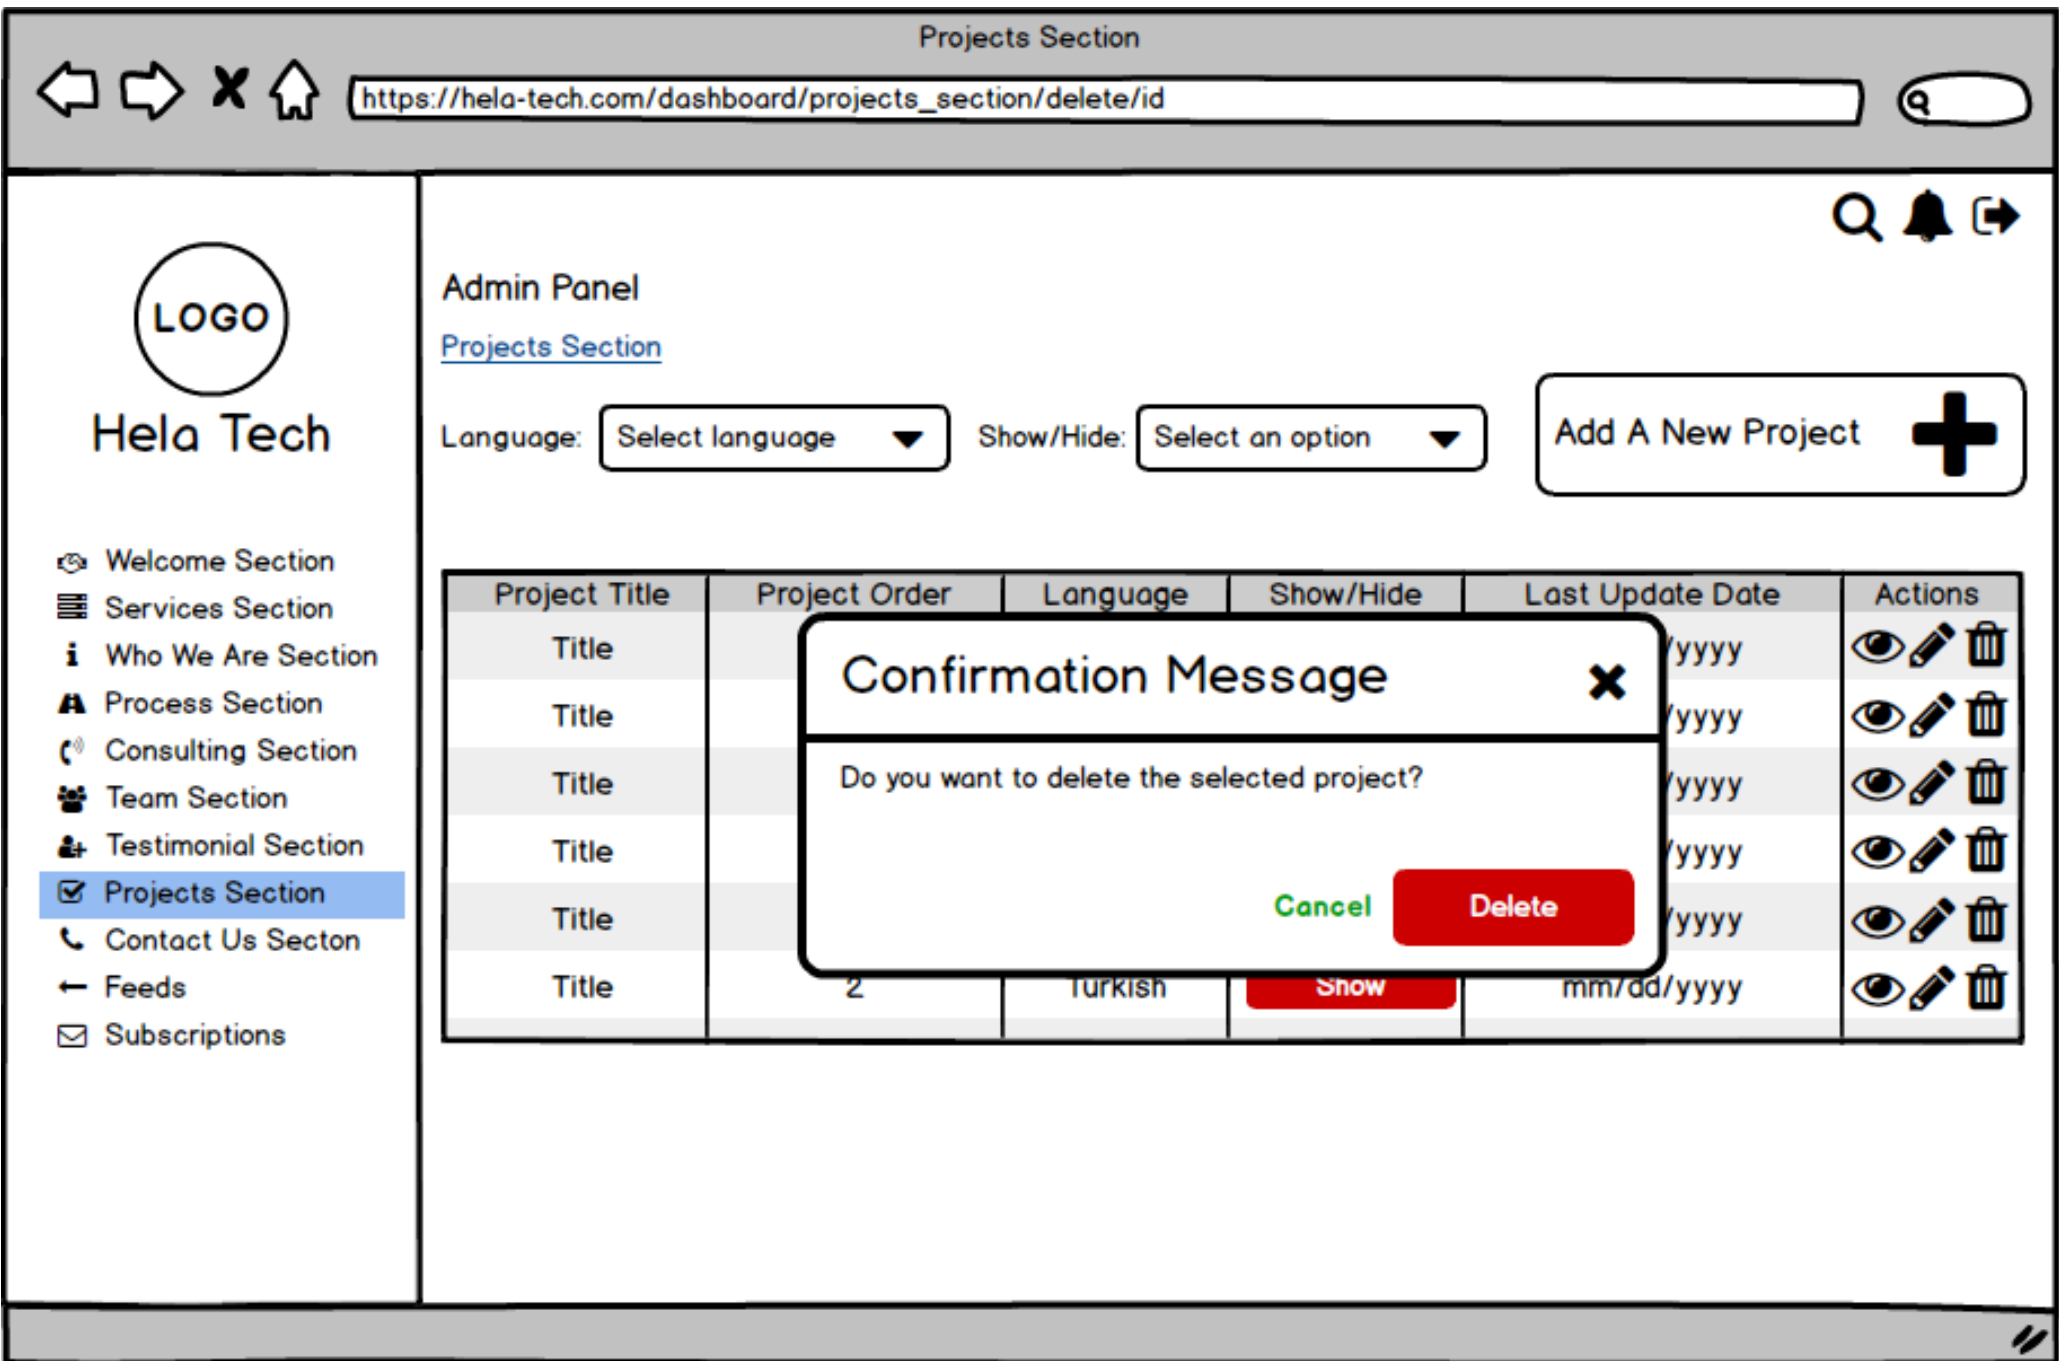 Projects Section
https://hela-tech.com/dashboard/projects_section/delete/id
LOGO
Hela Tech
Welcome Section
Services Section
Who We Are Section
Process Section
Consulting Section
Team Section
Testimonial Section
Projects Section
Contact Us Secton
Feeds
Subscriptions
Admin Panel
Projects Section
Language: Select language Show/Hide: Select an option Add A New Project
Project Title Project Order Language Show/Hide Last Update Date Actions
Title /yyyy
Title /yyyy
Title /yyyy
Title /yyyy
Title /yyyy
Title 2 Turkish Show mm/dd/yyyy
Confirmation Message
Do you want to delete the selected project?
Cancel Delete